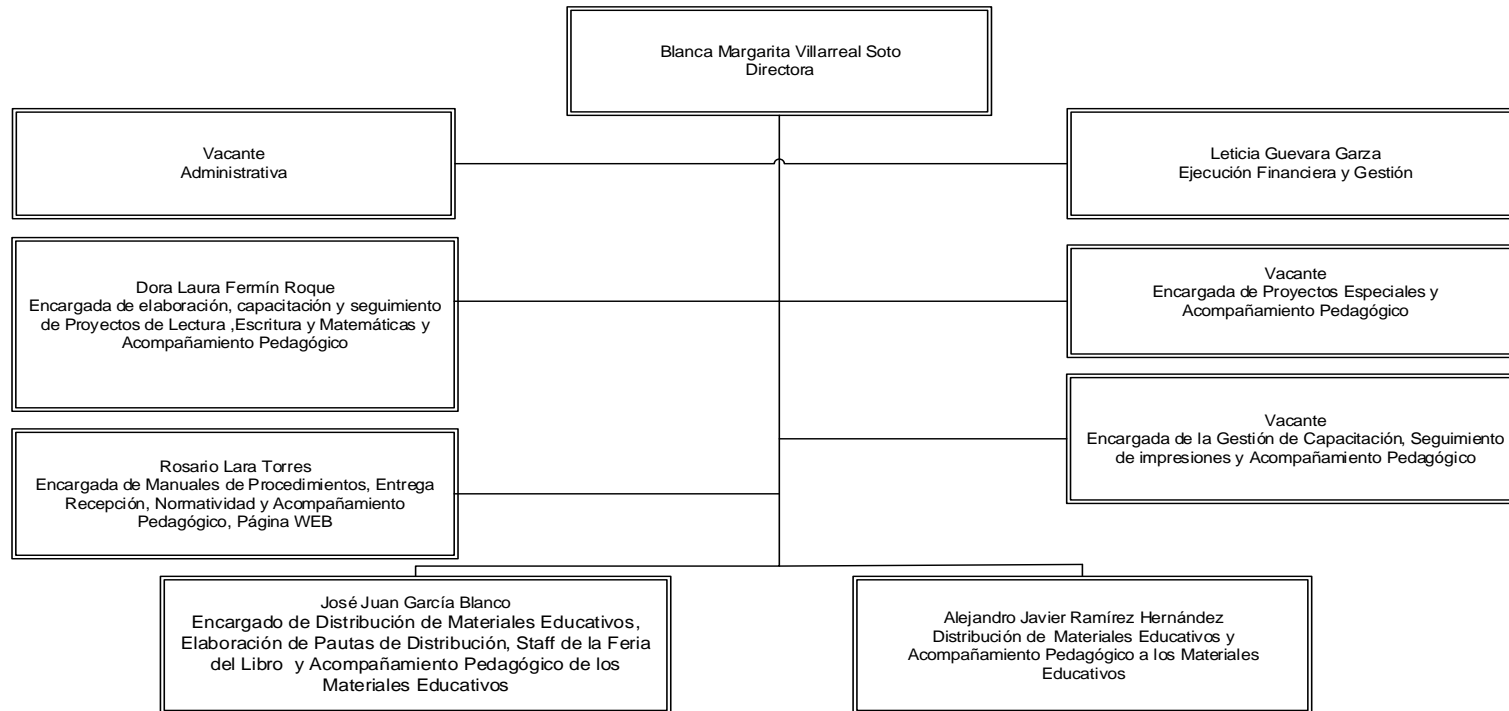 Blanca Margarita Villarreal Soto
Directora
Vacante
Administrativa
Leticia Guevara Garza
Ejecución Financiera y Gestión
Dora Laura Fermín Roque
Encargada de elaboración, capacitación y seguimiento
de Proyectos de Lectura ,Escritura y Matemáticas y
Acompañamiento Pedagógico
Vacante
Encargada de Proyectos Especiales y
Acompañamiento Pedagógico
Vacante
Encargada de la Gestión de Capacitación, Seguimiento
de impresiones y Acompañamiento Pedagógico
Rosario Lara Torres
Encargada de Manuales de Procedimientos, Entrega
Recepción, Normatividad y Acompañamiento
Pedagógico, Página WEB
José Juan García Blanco
Encargado de Distribución de Materiales Educativos,
Elaboración de Pautas de Distribución, Staff de la Feria
del Libro y Acompañamiento Pedagógico de los
Materiales Educativos
Alejandro Javier Ramírez Hernández
Distribución de Materiales Educativos y
Acompañamiento Pedagógico a los Materiales
Educativos